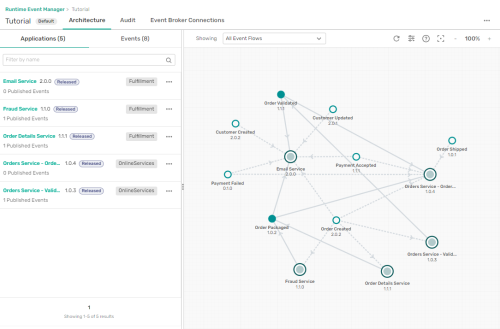 Runtime Event Manager › Tutorial
Tutorial Default Architecture Audit Event Broker Connections
Applications (5) Events (8)
Filter by name
Email Service 2.0.0 Released Fulfillment
0 Published Events
Fraud Service 1.1.0 Released Fulfillment
1 Published Events
Order Details Service 1.1.1 Released Fulfillment
1 Published Events
Orders Service - Orde... 1.0.4 Released OnlineServices
0 Published Events
Orders Service - Valid... 1.0.3 Released OnlineServices
1 Published Events
1
Showing 1-5 of 5 results
Showing All Event Flows
100%
Order Validated
Customer Updated
2.0.1
Customer Created
2.0.2
Order Shipped
1.0.1
Email Service
2.0.0
Payment Accepted
1.1.1
Payment Failed
0.1.0
Orders Service - Order...
1.0.4
Order Packaged
1.0.2
Order Created
2.0.2
Orders Service - Vali...
1.0.3
Fraud Service
1.1.0
Order Details Service
1.1.1